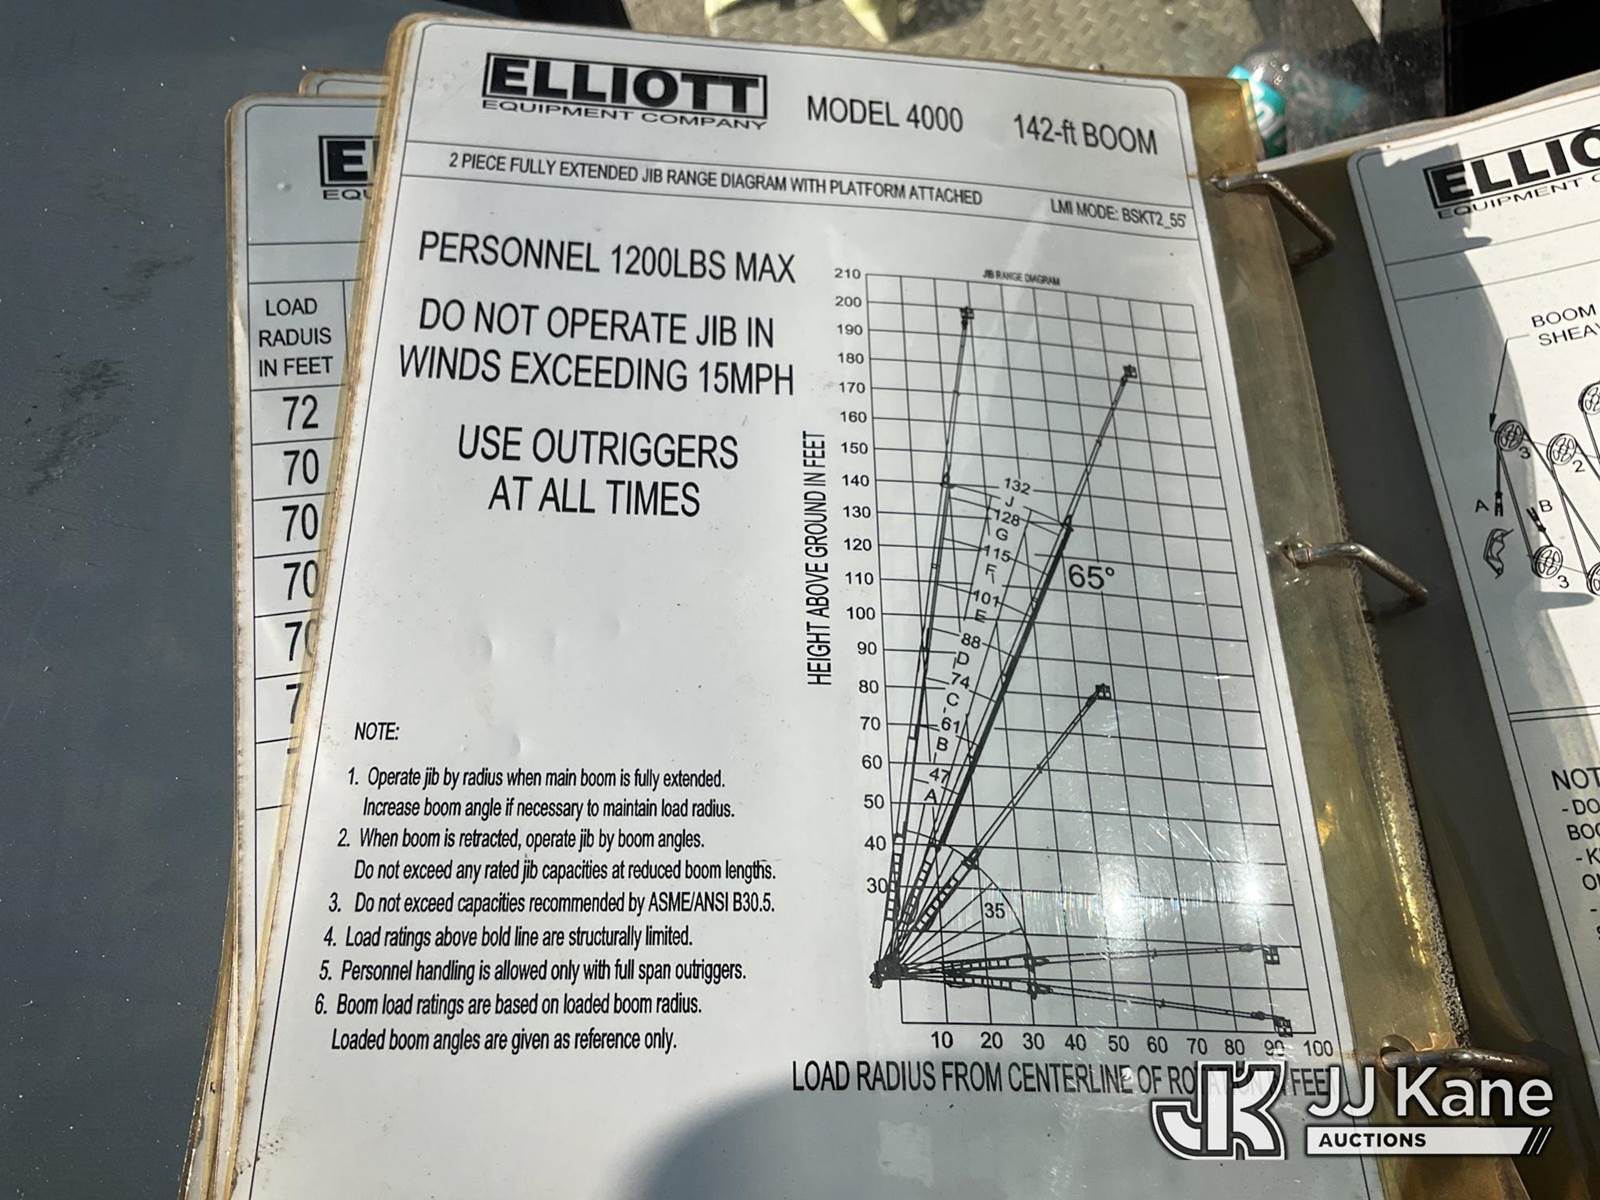 ELLIOTT
EQUIPMENT COMPANY
MODEL 4000
142-ft BOOM
2 PIECE FULLY EXTENDED JIB RANGE DIAGRAM WITH PLATFORM ATTACHED
LMI MODE: BSKT2_55'
PERSONNEL 1200LBS MAX
DO NOT OPERATE JIB IN
WINDS EXCEEDING 15MPH
USE OUTRIGGERS
AT ALL TIMES
NOTE:
1. Operate jib by radius when main boom is fully extended.
Increase boom angle if necessary to maintain load radius.
2. When boom is retracted, operate jib by boom angles.
Do not exceed any rated jib capacities at reduced boom lengths.
3. Do not exceed capacities recommended by ASME/ANSI B30.5.
4. Load ratings above bold line are structurally limited.
5. Personnel handling is allowed only with full span outriggers.
6. Boom load ratings are based on loaded boom radius.
Loaded boom angles are given as reference only.
JIB RANGE DIAGRAM
HEIGHT ABOVE GROUND IN FEET
210
200
190
180
170
160
150
140
130
120
110
100
90
80
70
60
50
40
30
132
J
128
G
115
F
101
E
88
D
74
C
61
B
47
A
65°
35
10 20 30 40 50 60 70 80 90 100
LOAD RADIUS FROM CENTERLINE OF
FEET
LOAD
RADUIS
IN FEET
72
70
70
70
ELLIO
EQUIPMENT
BOOM
A
B
3
2
3
JJ Kane
AUCTIONS